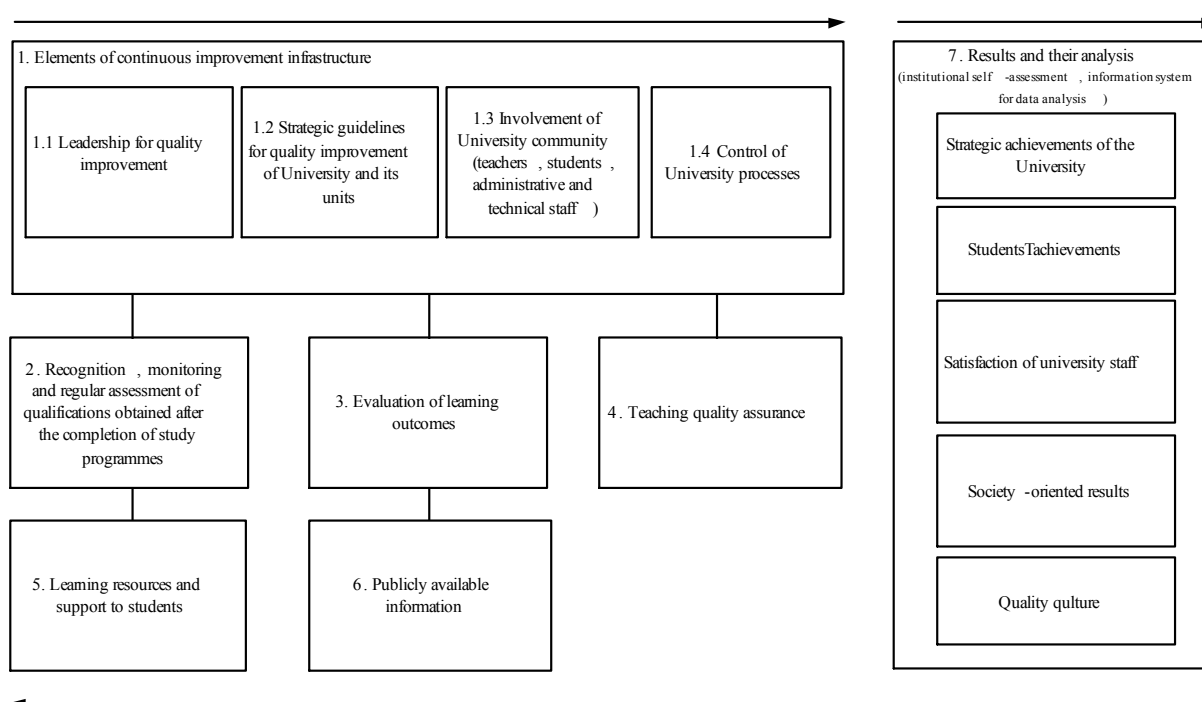 1. Elements of continuous improvement infrastructure
1.1 Leadership for quality
improvement
1.2 Strategic guidelines
for quality improvement
of University and its
units
1.3 Involvement of
University community
(teachers , students ,
administrative and
technical staff )
1.4 Control of
University processes
2 . Recognition , monitoring
and regular assessment of
qualifications obtained after
the completion of study
programmes
3. Evaluation of learning
outcomes
4 . Teaching quality assurance
5. Learning resources and
support to students
6 . Publicly available
information
7 . Results and their analysis
(institutional self -assessment , information system
for data analysis )
Strategic achievements of the
University
StudentsTachievements
Satisfaction of university staff
Society -oriented results
Quality qulture